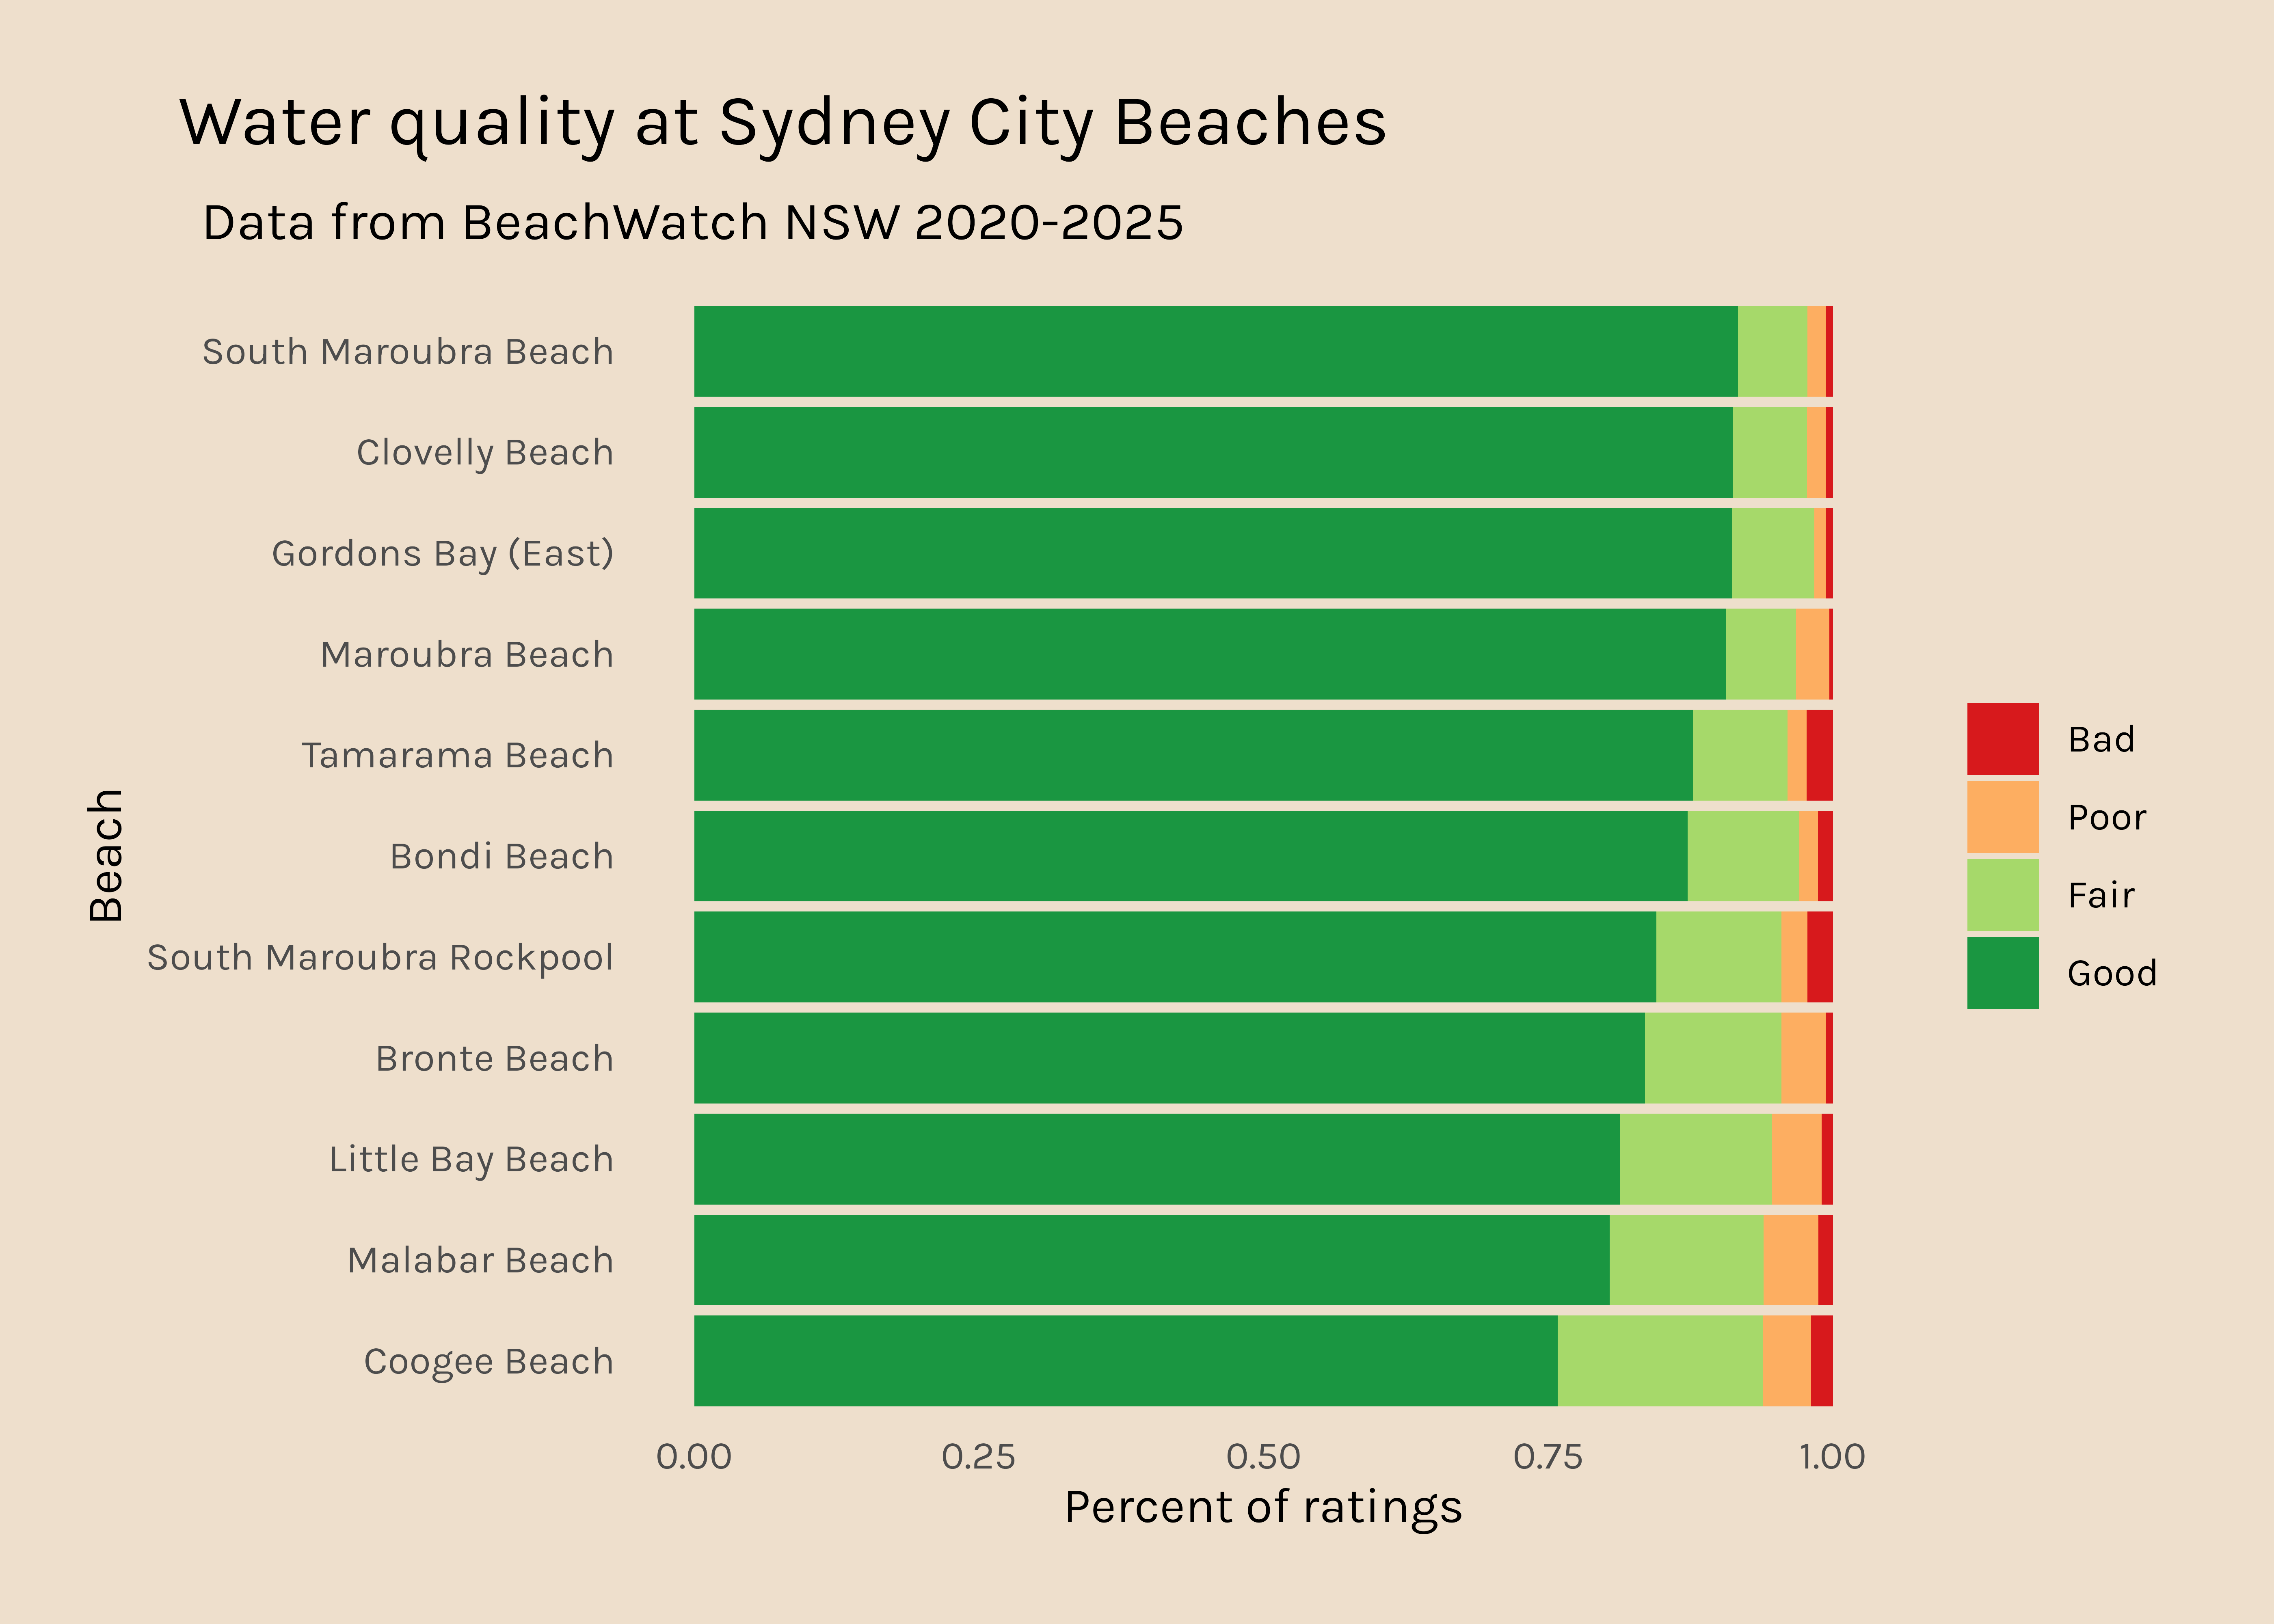 Water quality at Sydney City Beaches
Data from BeachWatch NSW 2020-2025
South Maroubra Beach
Clovelly Beach
Gordons Bay (East)
Maroubra Beach
Tamarama Beach
Bondi Beach
South Maroubra Rockpool
Bronte Beach
Little Bay Beach
Malabar Beach
Coogee Beach
Beach
0.00 0.25 0.50 0.75 1.00
Percent of ratings
Bad
Poor
Fair
Good